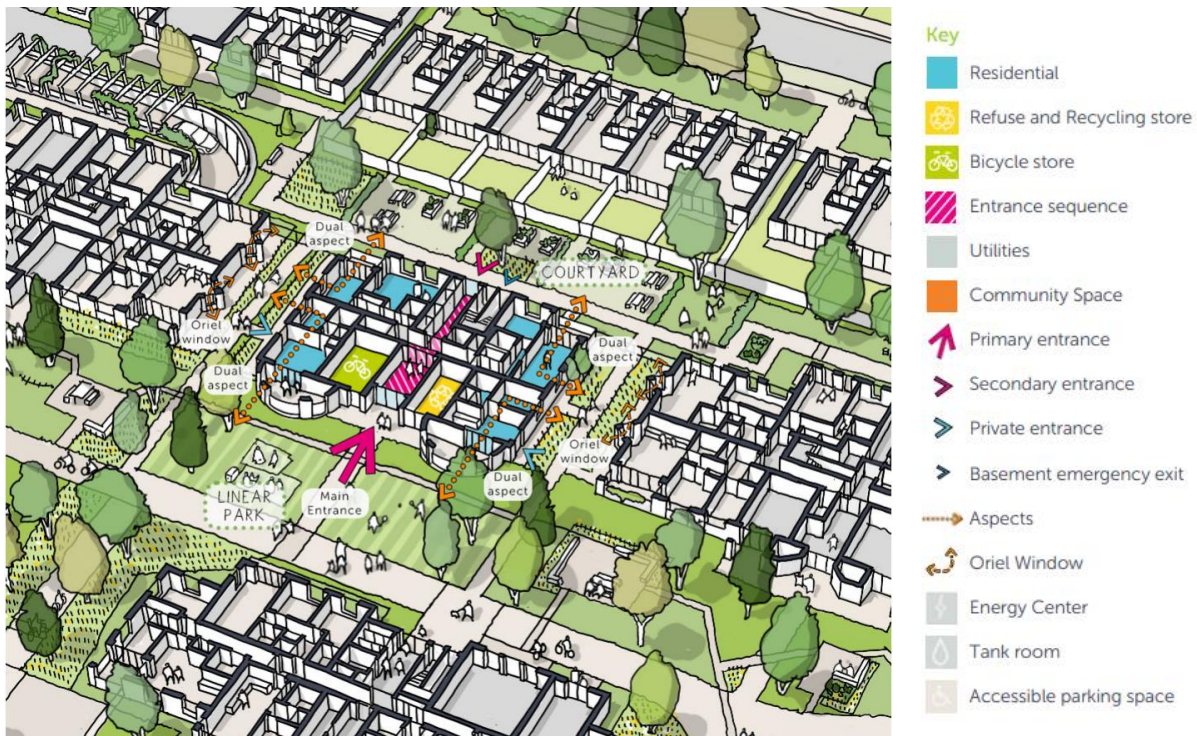 Dual
aspect
COURTYARD
Oriel
window
Dual
aspect
Dual
aspect
Oriel
window
Dual
aspect
LINEAR
PARK
Main
Entrance
Key
Residential
Refuse and Recycling store
Bicycle store
Entrance sequence
Utilities
Community Space
Primary entrance
Secondary entrance
Private entrance
Basement emergency exit
Aspects
Oriel Window
Energy Center
Tank room
Accessible parking space